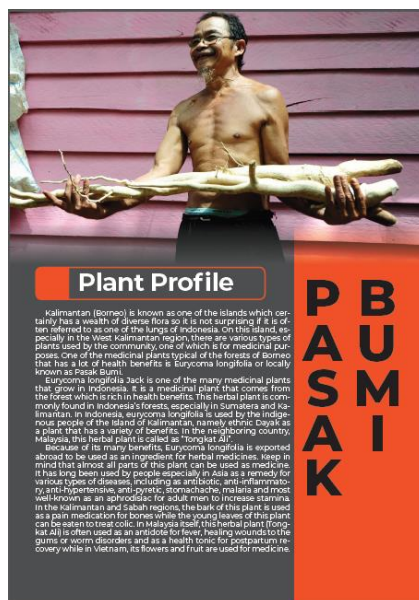 Plant Profile
Kalimantan (Borneo) is known as one of the islands which cer-
tainly has a wealth of diverse flora so it is not surprising if it is of-
ten referred to as one of the lungs of Indonesia. On this island, es-
pecially in the West Kalimantan region, there are various types of
plants used by the community, one of which is for medicinal pur-
poses. One of the medicinal plants typical of the forests of Borneo
that has a lot of health benefits is Eurycoma longifolia or locally
known as Pasak Bumi.
Eurycoma longifolia Jack is one of the many medicinal plants
that grow in Indonesia. It is a medicinal plant that comes from
the forest which is rich in health benefits. This herbal plant is com-
monly found in Indonesia's forests, especially in Sumatera and Ka-
limantan. In Indonesia, eurycoma longifolia is used by the indige-
nous people of the Island of Kalimantan, namely ethnic Dayak as
a plant that has a variety of benefits. In the neighboring country,
Malaysia, this herbal plant is called as "Tongkat Ali".
Because of its many benefits, Eurycoma longifolia is exported
abroad to be used as an ingredient for herbal medicines. Keep in
mind that almost all parts of this plant can be used as medicine.
It has long been used by people especially in Asia as a remedy for
various types of diseases, including as antibiotic, anti-inflammato-
ry, anti-hypertensive, anti-pyretic, stomachache, malaria and most
well-known as an aphrodisiac for adult men to increase stamina.
In the Kalimantan and Sabah regions, the bark of this plant is used
as a pain medication for bones while the young leaves of this plant
can be eaten to treat colic. In Malaysia itself, this herbal plant (Tong-
kat Ali) is often used as an antidote for fever, healing wounds to the
gums or worm disorders and as a health tonic for postpartum re-
covery while in Vietnam, its flowers and fruit are used for medicine.
PASAK
BUMI